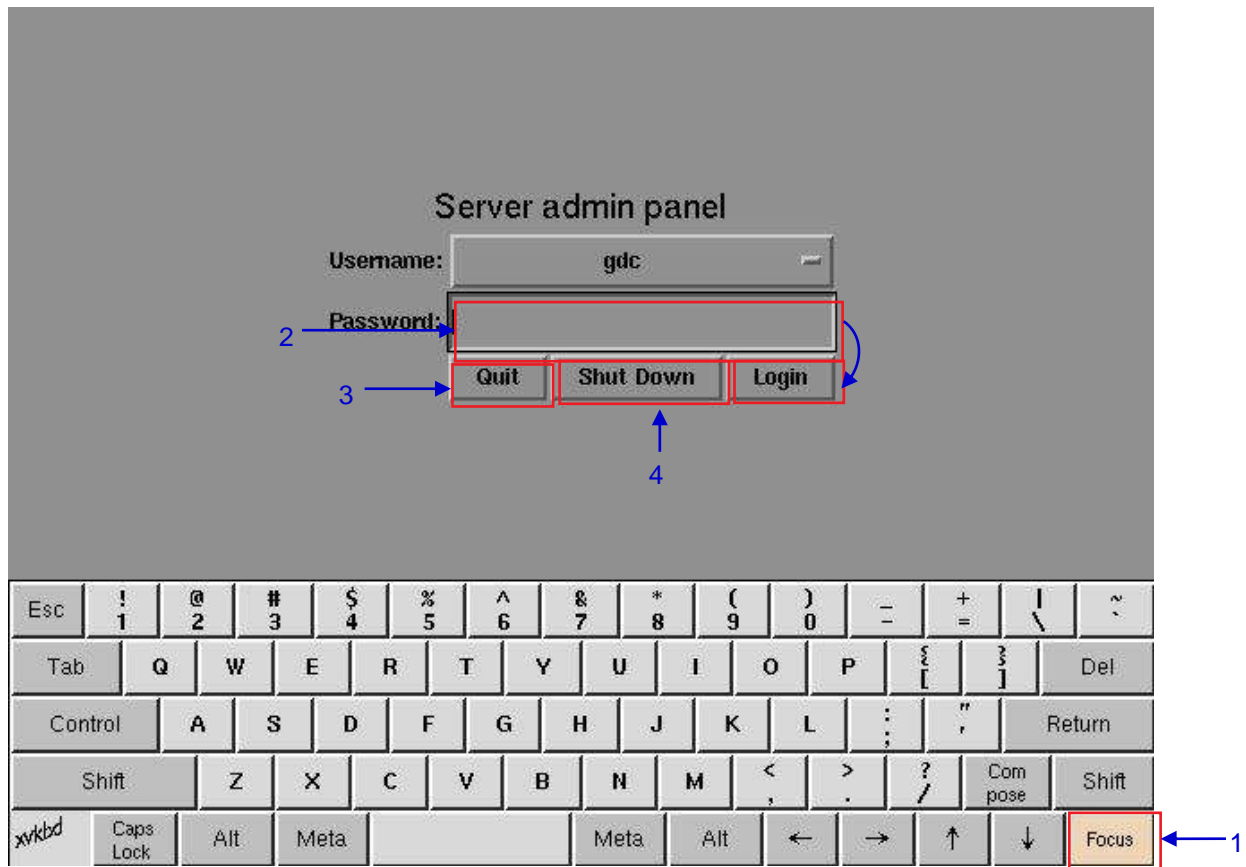 Server admin panel
Username: gdc
Password:
2
Quit Shut Down Login
3
4
Esc ! 1 @ 2 # 3 $ 4 % 5 ^ 6 & 7 * 8 ( 9 ) 0 _ - + = | \ ~ `
Tab Q W E R T Y U I O P { [ } ] Del
Control A S D F G H J K L : ; " ' Return
Shift Z X C V B N M < , > . ? / Com pose Shift
xvkbd Caps Lock Alt Meta Meta Alt ← → ↑ ↓ Focus 1